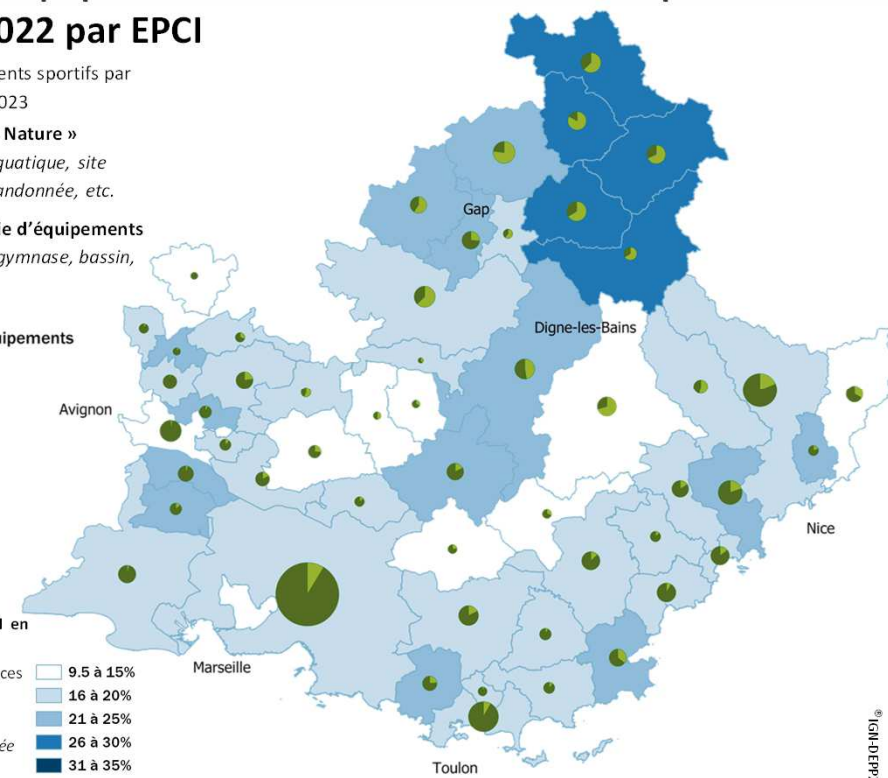 022 par EPCI
ents sportifs par
023
Nature »
quatique, site
andonnée, etc.
ie d'équipements
gymnase, bassin,
uipements
Gap
Digne-les-Bains
Avignon
Nice
Marseille
Toulon
en
ces
9.5 à 15%
16 à 20%
21 à 25%
26 à 30%
31 à 35%
ée
© IGN-DEPP,